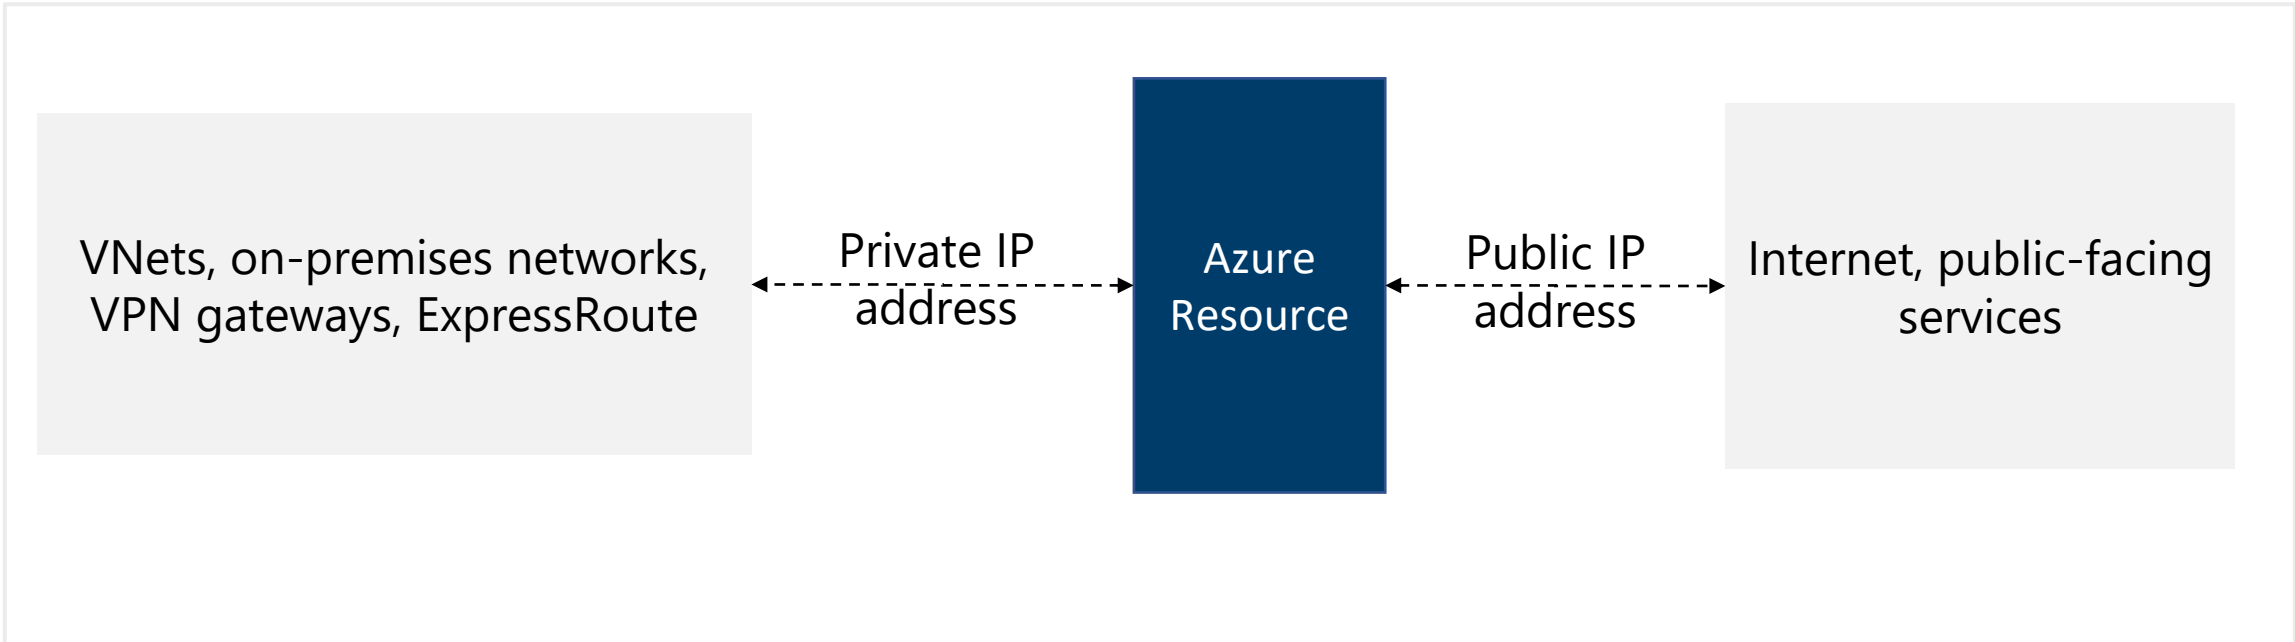 VNets, on-premises networks,
VPN gateways, ExpressRoute
Private IP
address
Azure
Resource
Public IP
address
Internet, public-facing
services